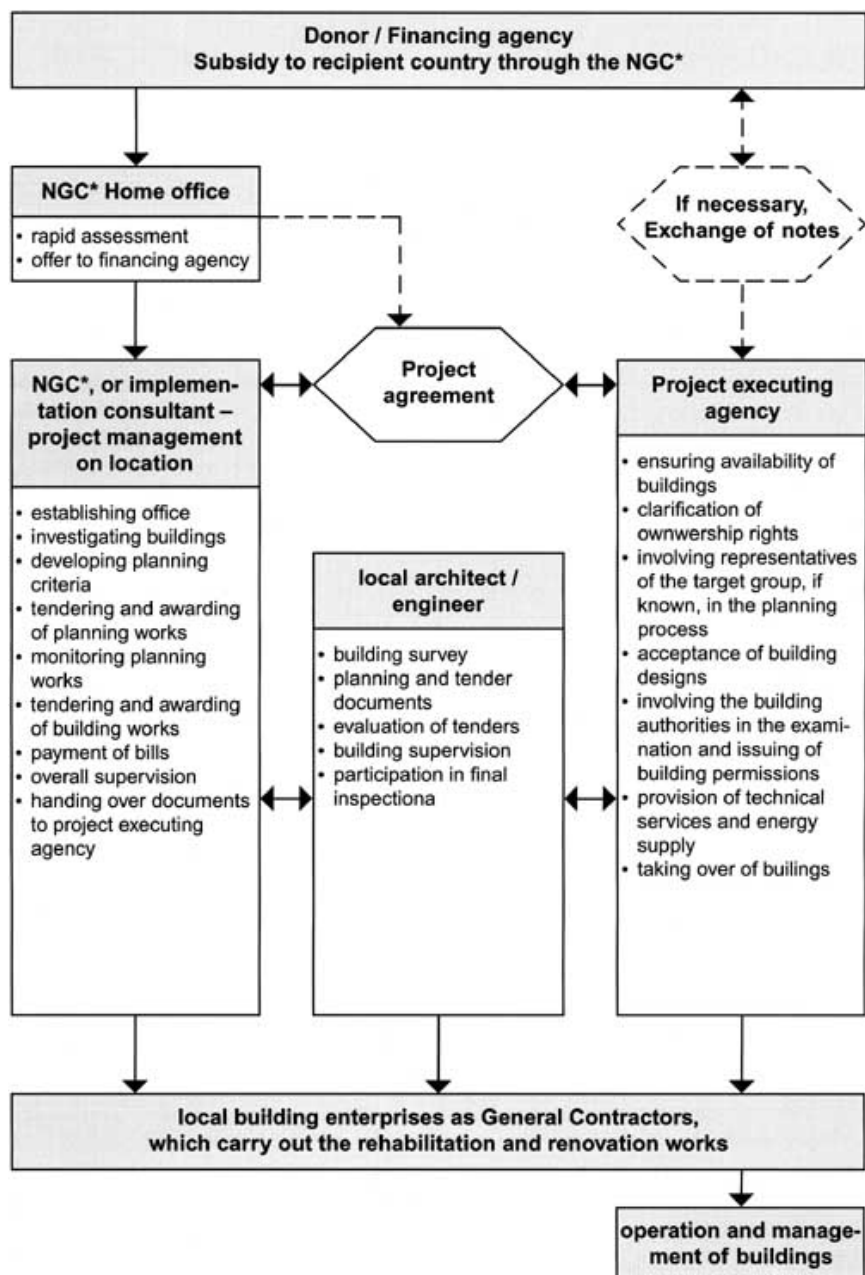 Donor / Financing agency
Subsidy to recipient country through the NGC*
NGC* Home office
• rapid assessment
• offer to financing agency
If necessary,
Exchange of notes
Project
agreement
NGC*, or implemen-
tation consultant –
project management
on location
• establishing office
• investigating buildings
• developing planning
criteria
• tendering and awarding
of planning works
• monitoring planning
works
• tendering and awarding
of building works
• payment of bills
• overall supervision
• handing over documents
to project executing
agency
local architect /
engineer
• building survey
• planning and tender
documents
• evaluation of tenders
• building supervision
• participation in final
inspectiona
Project executing
agency
• ensuring availability of
buildings
• clarification of
ownwership rights
• involving representatives
of the target group, if
known, in the planning
process
• acceptance of building
designs
• involving the building
authorities in the exami-
nation and issuing of
building permissions
• provision of technical
services and energy
supply
• taking over of builings
local building enterprises as General Contractors,
which carry out the rehabilitation and renovation works
operation and manage-
ment of buildings